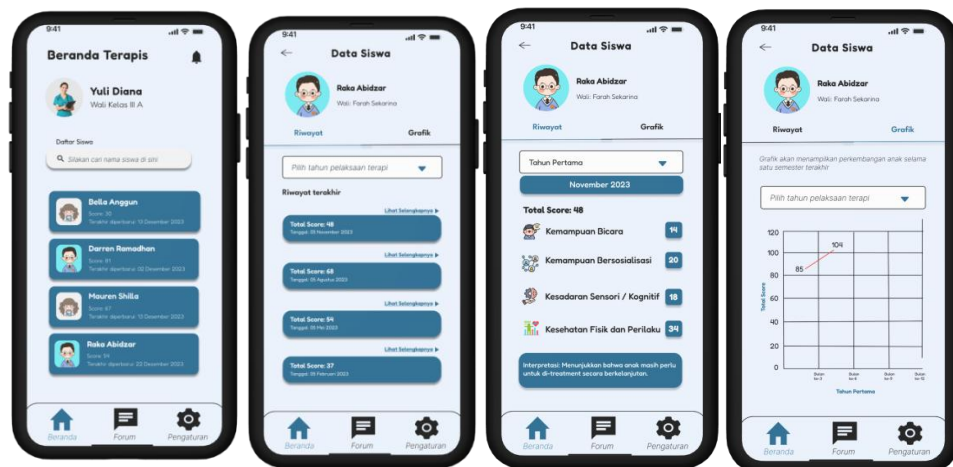 9:41
Beranda Terapis
Yuli Diana
Wali Kelas III A
Daftar Siswa
Silakan cari nama siswa di sini
Bella Anggun
Darren Ramadhan
Score: 81
Terakhir diperbarui: 02 Desember 2023
Mauren Shilla
Score: 67
Terakhir diperbarui: 13 Desember 2023
Raka Abidzar
Terakhir diperbarui: 22 Desember 2023
Beranda
Forum
Pengaturan
9:41
Data Siswa
Raka Abidzar
Wali: Farah Sekarina
Riwayat
Grafik
Pilih tahun pelaksaan terapi
Riwayat terakhir
Lihat Selengkapnya
Total Score: 48
Tanggal: 05 November 2023
Lihat Selengkapnya
Total Score: 68
Tanggal: 05 Agustus 2023
Lihat Selengkapnya
Total Score: 54
Tanggal: 05 Mei 2023
Lihat Selengkapnya
Total Score: 37
Tanggal: 05 Februari 2023
Beranda
Forum
Pengaturan
9:41
Data Siswa
Raka Abidzar
Wali: Farah Sekarina
Riwayat
Grafik
Tahun Pertama
November 2023
Total Score: 48
Kemampuan Bicara 14
Kemampuan Bersosialisasi 20
Kesadaran Sensori / Kognitif 18
Kesehatan Fisik dan Perilaku 34
Interpretasi: Menunjukkan bahwa anak masih perlu
untuk di-treatment secara berkelanjutan.
Beranda
Forum
Pengaturan
9:41
Data Siswa
Raka Abidzar
Wali: Farah Sekarina
Riwayat
Grafik
Grafik akan menampilkan perkembangan anak selama
satu semester terakhir
Pilih tahun pelaksaan terapi
Total Score
120
100
80
60
40
20
0
85
104
Tahun Pertama
Beranda
Forum
Pengaturan